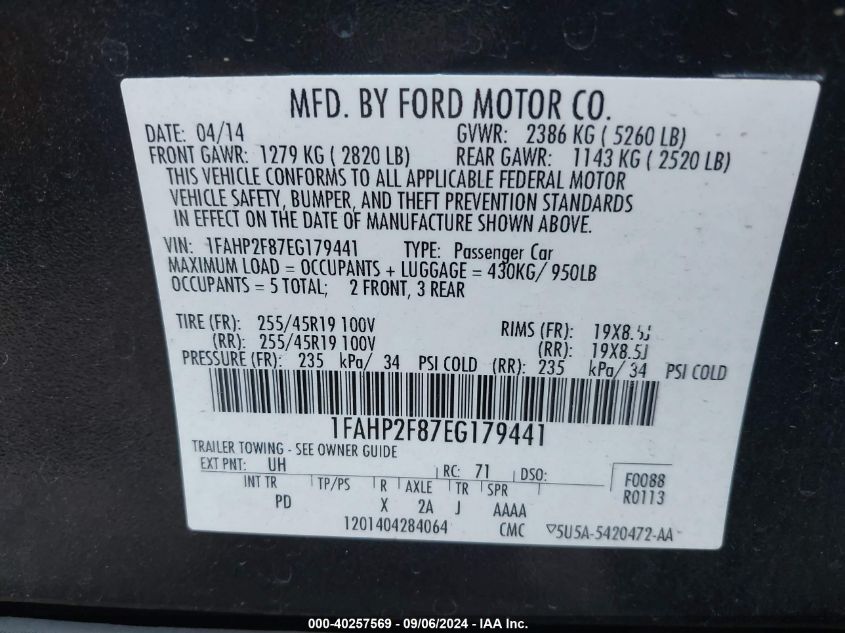 MFD. BY FORD MOTOR CO.
DATE: 04/14 GVWR: 2386 KG ( 5260 LB)
FRONT GAWR: 1279 KG ( 2820 LB) REAR GAWR: 1143 KG ( 2520 LB)
THIS VEHICLE CONFORMS TO ALL APPLICABLE FEDERAL MOTOR
VEHICLE SAFETY, BUMPER, AND THEFT PREVENTION STANDARDS
IN EFFECT ON THE DATE OF MANUFACTURE SHOWN ABOVE.
VIN: 1FAHP2F87EG179441 TYPE: Passenger Car
MAXIMUM LOAD = OCCUPANTS + LUGGAGE = 430KG/ 950LB
OCCUPANTS = 5 TOTAL; 2 FRONT, 3 REAR
TIRE (FR): 255/45R19 100V RIMS (FR): 19X8.5J
(RR): 255/45R19 100V (RR): 19X8.5J
PRESSURE (FR): 235 kPa/ 34 PSI COLD (RR): 235 kPa/ 34 PSI COLD
1FAHP2F87EG179441
TRAILER TOWING - SEE OWNER GUIDE
EXT PNT: UH RC: 71 DSO: F0088
INT TR TP/PS R AXLE TR SPR R0113
PD X 2A J AAAA
1201404284064 CMC 5U5A-5420472-AA
000-40257569 - 09/06/2024 - IAA Inc.